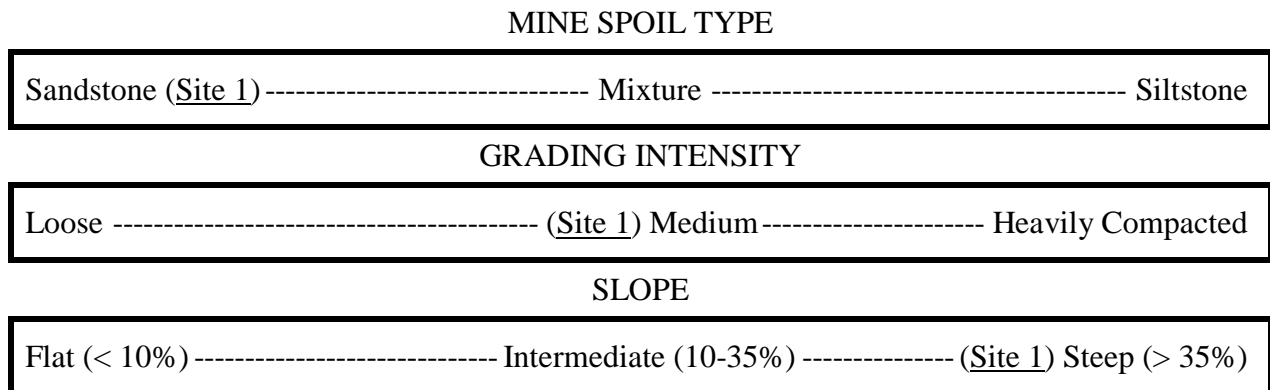 MINE SPOIL TYPE
Sandstone (Site 1) -------------------------------- Mixture ----------------------------------------- Siltstone
GRADING INTENSITY
Loose ------------------------------------------ (Site 1) Medium ---------------------- Heavily Compacted
SLOPE
Flat (< 10%) ------------------------------ Intermediate (10-35%) --------------- (Site 1) Steep (> 35%)